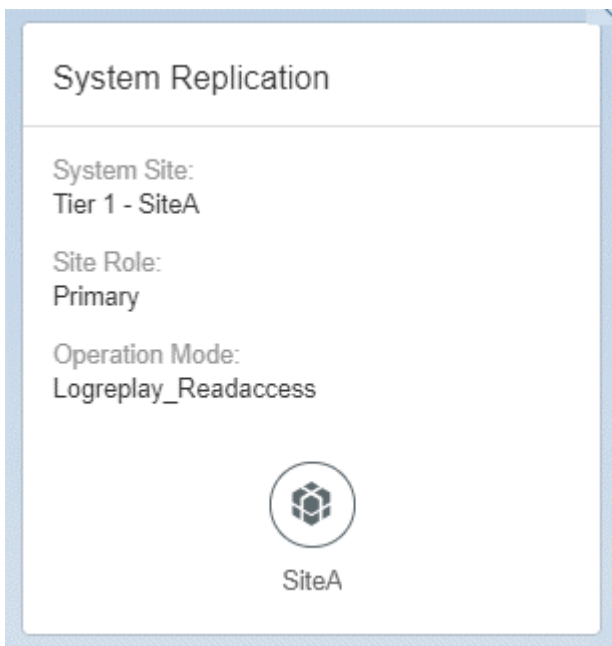 System Replication
System Site:
Tier 1 - SiteA
Site Role:
Primary
Operation Mode:
Logreplay_Readaccess
SiteA